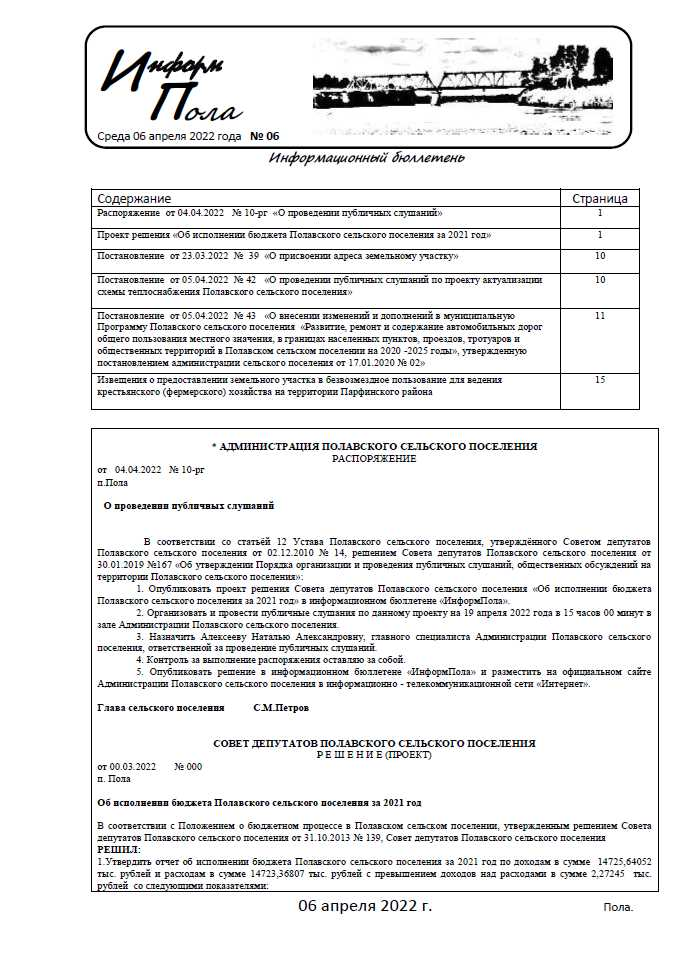 Информ
Пола
Среда 06 апреля 2022 года № 06
Информационный бюллетень
Содержание Страница
Распоряжение от 04.04.2022 № 10-рг «О проведении публичных слушаний» 1
Проект решения «Об исполнении бюджета Полавского сельского поселения за 2021 год» 1
Постановление от 23.03.2022 № 39 «О присвоении адреса земельному участку» 10
Постановление от 05.04.2022 № 42 «О проведении публичных слушаний по проекту актуализации 10
схемы теплоснабжения Полавского сельского поселения»
Постановление от 05.04.2022 № 43 «О внесении изменений и дополнений в муниципальную 11
Программу Полавского сельского поселения «Развитие, ремонт и содержание автомобильных дорог
общего пользования местного значения, в границах населенных пунктов, проездов, тротуаров и
общественных территорий в Полавском сельском поселении на 2020 -2025 годы», утвержденную
постановлением администрации сельского поселения от 17.01.2020 № 02»
Извещения о предоставлении земельного участка в безвозмездное пользование для ведения 15
крестьянского (фермерского) хозяйства на территории Парфинского района
* АДМИНИСТРАЦИЯ ПОЛАВСКОГО СЕЛЬСКОГО ПОСЕЛЕНИЯ
РАСПОРЯЖЕНИЕ
от 04.04.2022 № 10-рг
п.Пола
О проведении публичных слушаний
В соответствии со статьёй 12 Устава Полавского сельского поселения, утверждённого Советом депутатов
Полавского сельского поселения от 02.12.2010 № 14, решением Совета депутатов Полавского сельского поселения от
30.01.2019 №167 «Об утверждении Порядка организации и проведения публичных слушаний, общественных обсуждений на
территории Полавского сельского поселения»:
1. Опубликовать проект решения Совета депутатов Полавского сельского поселения «Об исполнении бюджета
Полавского сельского поселения за 2021 год» в информационном бюллетене «ИнформПола».
2. Организовать и провести публичные слушания по данному проекту на 19 апреля 2022 года в 15 часов 00 минут в
зале Администрации Полавского сельского поселения.
3. Назначить Алексееву Наталью Александровну, главного специалиста Администрации Полавского сельского
поселения, ответственной за проведение публичных слушаний.
4. Контроль за выполнение распоряжения оставляю за собой.
5. Опубликовать решение в информационном бюллетене «ИнформПола» и разместить на официальном сайте
Администрации Полавского сельского поселения в информационно - телекоммуникационной сети «Интернет».
Глава сельского поселения С.М.Петров
СОВЕТ ДЕПУТАТОВ ПОЛАВСКОГО СЕЛЬСКОГО ПОСЕЛЕНИЯ
Р Е Ш Е Н И Е (ПРОЕКТ)
от 00.03.2022 № 000
п. Пола
Об исполнении бюджета Полавского сельского поселения за 2021 год
В соответствии с Положением о бюджетном процессе в Полавском сельском поселении, утвержденным решением Совета
депутатов Полавского сельского поселения от 31.10.2013 № 139, Совет депутатов Полавского сельского поселения
РЕШИЛ:
1.Утвердить отчет об исполнении бюджета Полавского сельского поселения за 2021 год по доходам в сумме 14725,64052
тыс. рублей и расходам в сумме 14723,36807 тыс. рублей с превышением доходов над расходами в сумме 2,27245 тыс.
рублей со следующими показателями:
06 апреля 2022 г. Пола.